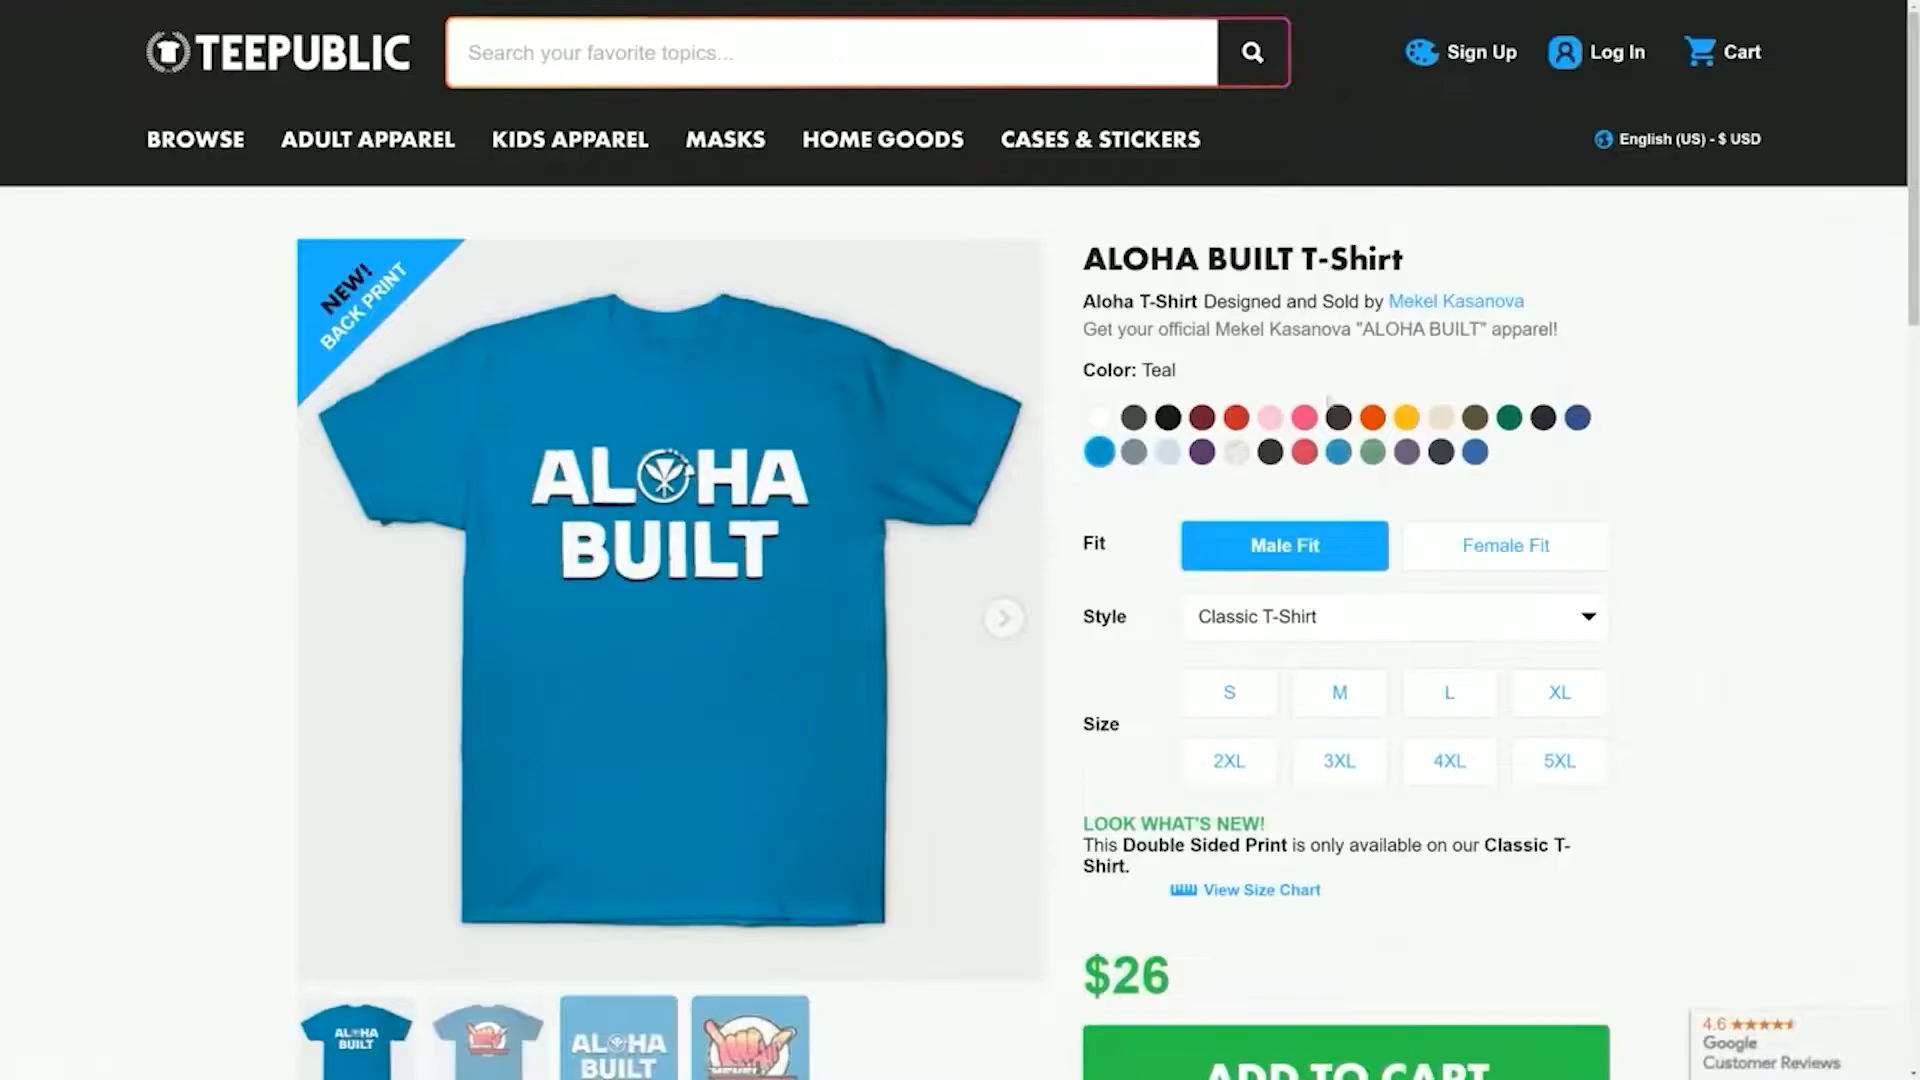 TEEPUBLIC
Search your favorite topics...
Sign Up
Log In
Cart
BROWSE
ADULT APPAREL
KIDS APPAREL
MASKS
HOME GOODS
CASES & STICKERS
English (US) - $ USD
NEW!
BACK PRINT
ALOHA
BUILT
ALOHA BUILT T-Shirt
Aloha T-Shirt Designed and Sold by Mekel Kasanova
Get your official Mekel Kasanova "ALOHA BUILT" apparel!
Color: Teal
Fit
Male Fit
Female Fit
Style
Classic T-Shirt
Size
S
M
L
XL
2XL
3XL
4XL
5XL
LOOK WHAT'S NEW!
This Double Sided Print is only available on our Classic T-
Shirt.
View Size Chart
$26
ADD TO CART
ALOHA
BUILT
ALOHA
BUILT
4.6
Google
Customer Reviews